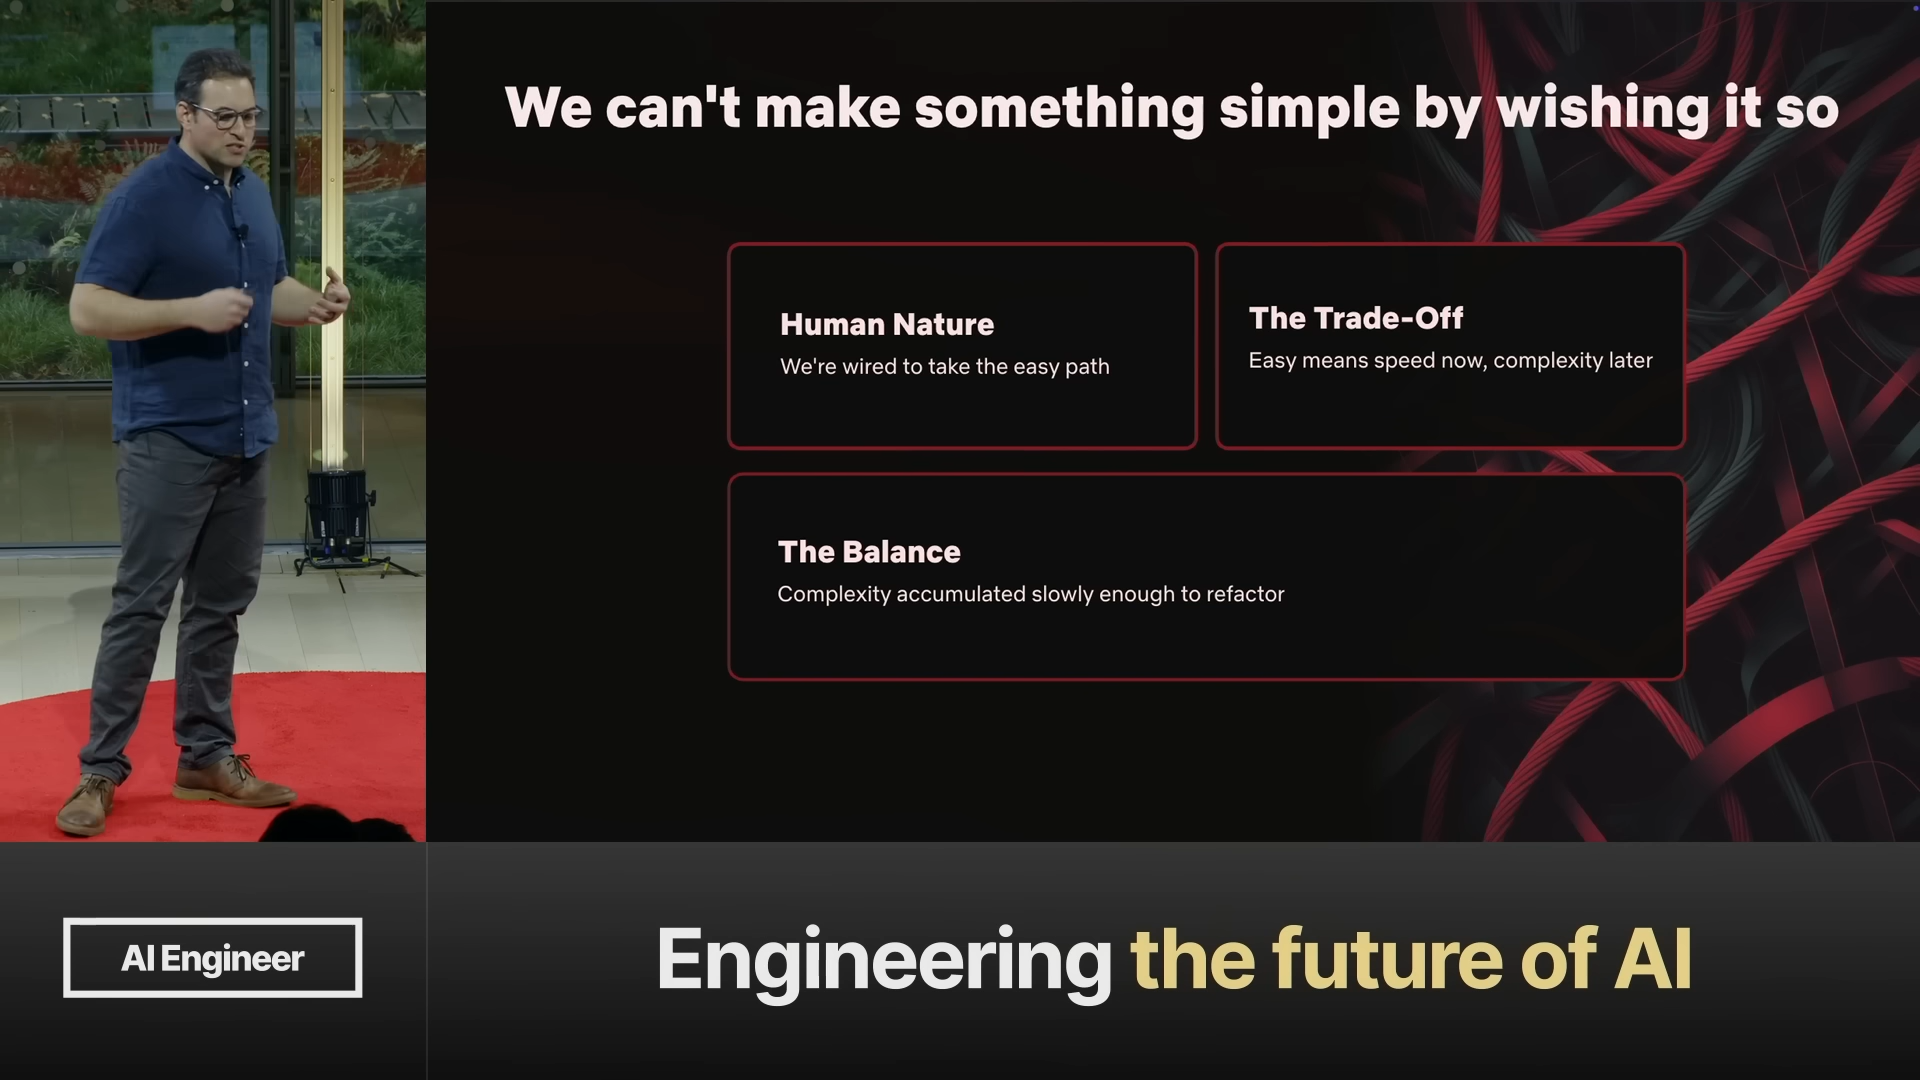 We can't make something simple by wishing it so
Human Nature
We're wired to take the easy path
The Trade-Off
Easy means speed now, complexity later
The Balance
Complexity accumulated slowly enough to refactor
AI Engineer
Engineering the future of AI